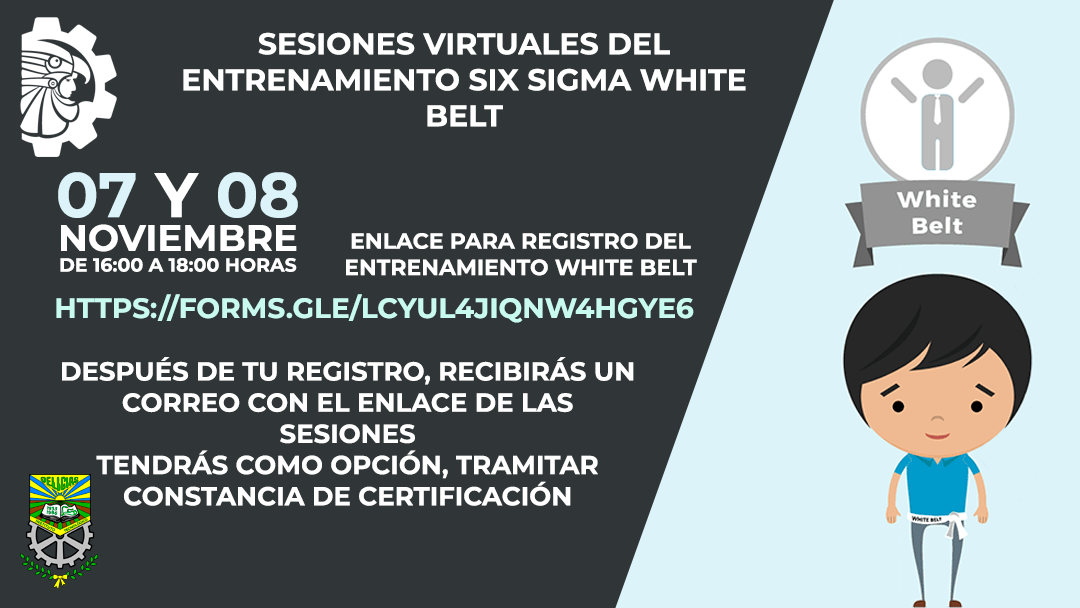 SESIONES VIRTUALES DEL
ENTRENAMIENTO SIX SIGMA WHITE
BELT
07 Y 08
NOVIEMBRE
DE 16:00 A 18:00 HORAS
ENLACE PARA REGISTRO DEL
ENTRENAMIENTO WHITE BELT
HTTPS://FORMS.GLE/LCYUL4JIQNW4HGYE6
DESPUÉS DE TU REGISTRO, RECIBIRÁS UN
CORREO CON EL ENLACE DE LAS
SESIONES
TENDRÁS COMO OPCIÓN, TRAMITAR
CONSTANCIA DE CERTIFICACIÓN
White
Belt
WHITE BELT
DELICIAS